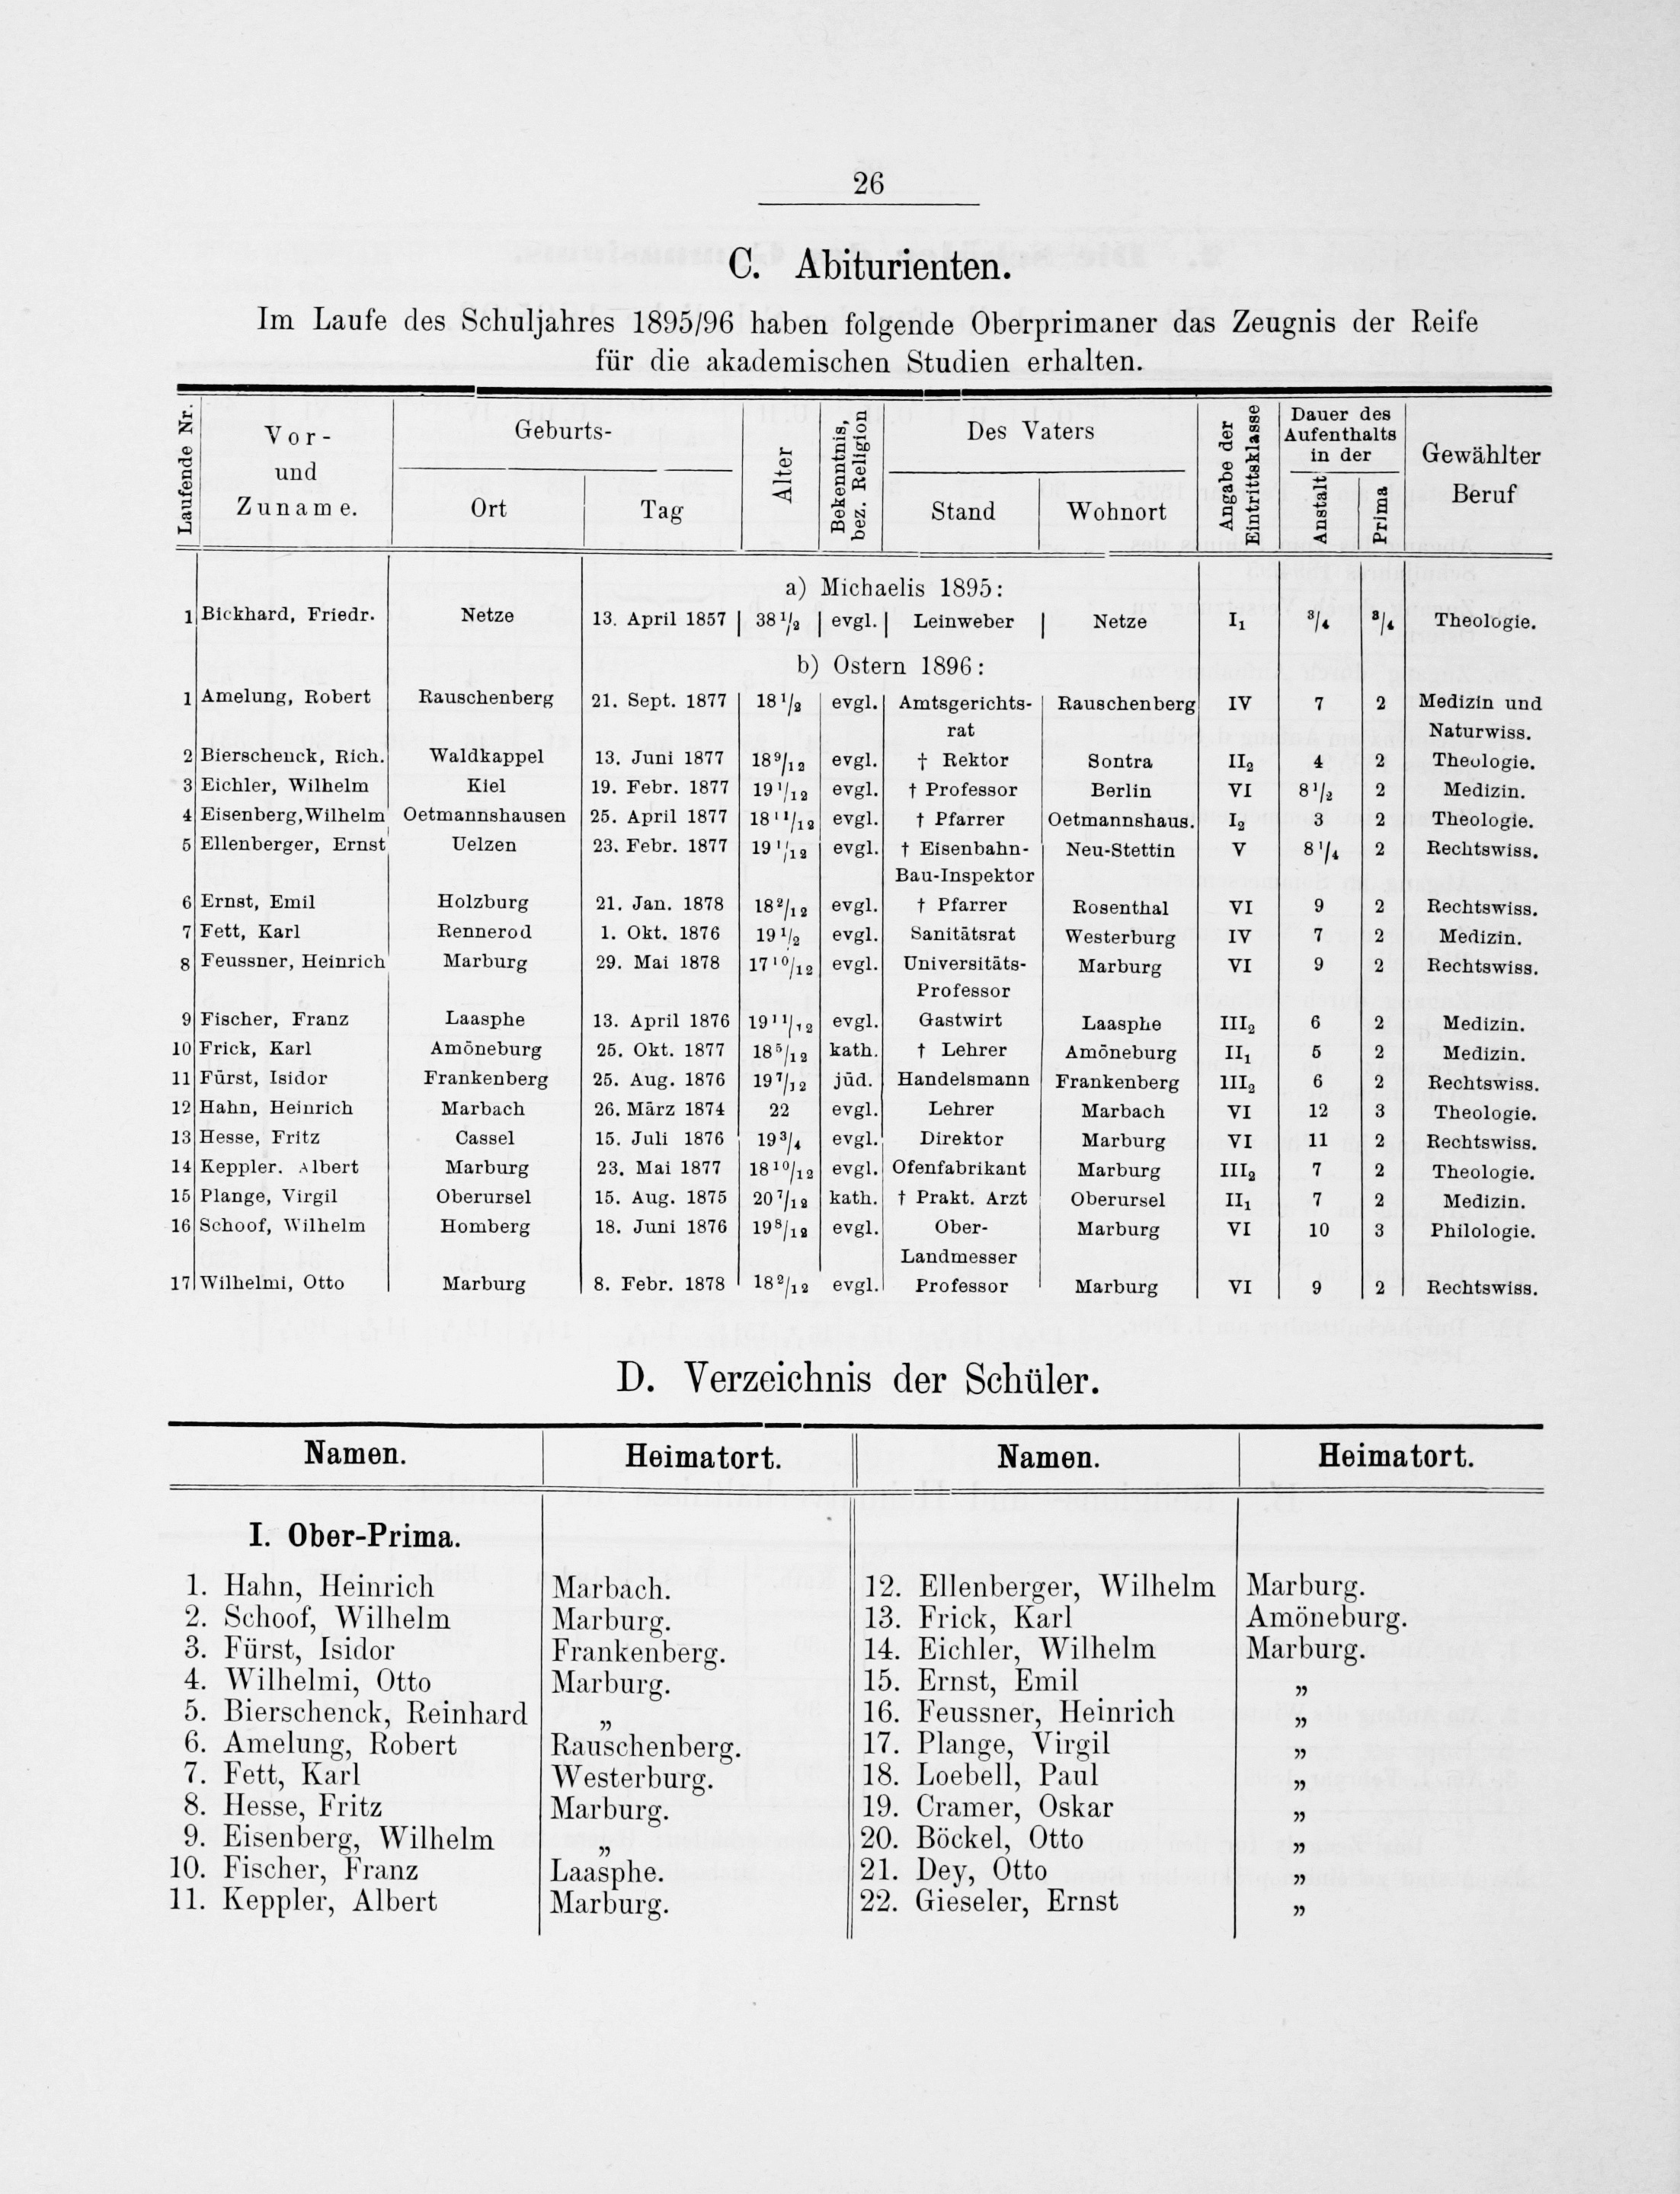 26
C. Abiturienten.
Im Laufe des Schuljahres 1895/96 haben folgende Oberprimaner das Zeugnis der Reife
für die akademischen Studien erhalten.
Laufende Nr. | Vor- und Zuname. | Geburts- Ort | Tag | Alter | Bekenntnis, bez. Religion | Des Vaters Stand | Wohnort | Angabe der Eintrittsklasse | Dauer des Aufenthalts in der Anstalt | Prima | Gewählter Beruf
a) Michaelis 1895:
1 Bickhard, Friedr. Netze 13. April 1857 38 1/2 evgl. Leinweber Netze I1 3/4 3/4 Theologie.
b) Ostern 1896:
1 Amelung, Robert Rauschenberg 21. Sept. 1877 18 1/2 evgl. Amtsgerichts- Rauschenberg IV 7 2 Medizin und
rat Naturwiss.
2 Bierschenck, Rich. Waldkappel 13. Juni 1877 18 9/12 evgl. † Rektor Sontra II2 4 2 Theologie.
3 Eichler, Wilhelm Kiel 19. Febr. 1877 19 1/12 evgl. † Professor Berlin VI 8 1/2 2 Medizin.
4 Eisenberg, Wilhelm Oetmannshausen 25. April 1877 18 11/12 evgl. † Pfarrer Oetmannshaus. I2 3 2 Theologie.
5 Ellenberger, Ernst Uelzen 23. Febr. 1877 19 1/12 evgl. † Eisenbahn- Neu-Stettin V 8 1/4 2 Rechtswiss.
Bau-Inspektor
6 Ernst, Emil Holzburg 21. Jan. 1878 18 2/12 evgl. † Pfarrer Rosenthal VI 9 2 Rechtswiss.
7 Fett, Karl Rennerod 1. Okt. 1876 19 1/2 evgl. Sanitätsrat Westerburg IV 7 2 Medizin.
8 Feussner, Heinrich Marburg 29. Mai 1878 17 10/12 evgl. Universitäts- Marburg VI 9 2 Rechtswiss.
Professor
9 Fischer, Franz Laasphe 13. April 1876 19 11/12 evgl. Gastwirt Laasphe III2 6 2 Medizin.
10 Frick, Karl Amöneburg 25. Okt. 1877 18 5/12 kath. † Lehrer Amöneburg II1 5 2 Medizin.
11 Fürst, Isidor Frankenberg 25. Aug. 1876 19 7/12 jüd. Handelsmann Frankenberg III2 6 2 Rechtswiss.
12 Hahn, Heinrich Marbach 26. März 1874 22 evgl. Lehrer Marbach VI 12 3 Theologie.
13 Hesse, Fritz Cassel 15. Juli 1876 19 3/4 evgl. Direktor Marburg VI 11 2 Rechtswiss.
14 Keppler. Albert Marburg 23. Mai 1877 18 10/12 evgl. Ofenfabrikant Marburg III2 7 2 Theologie.
15 Plange, Virgil Oberursel 15. Aug. 1875 20 7/12 kath. † Prakt. Arzt Oberursel II1 7 2 Medizin.
16 Schoof, Wilhelm Homberg 18. Juni 1876 19 8/12 evgl. Ober- Marburg VI 10 3 Philologie.
Landmesser
17 Wilhelmi, Otto Marburg 8. Febr. 1878 18 2/12 evgl. Professor Marburg VI 9 2 Rechtswiss.
D. Verzeichnis der Schüler.
Namen. Heimatort. Namen. Heimatort.
I. Ober-Prima.
1. Hahn, Heinrich Marbach.
2. Schoof, Wilhelm Marburg.
3. Fürst, Isidor Frankenberg.
4. Wilhelmi, Otto Marburg.
5. Bierschenck, Reinhard „
6. Amelung, Robert Rauschenberg.
7. Fett, Karl Westerburg.
8. Hesse, Fritz Marburg.
9. Eisenberg, Wilhelm „
10. Fischer, Franz Laasphe.
11. Keppler, Albert Marburg.
12. Ellenberger, Wilhelm Marburg.
13. Frick, Karl Amöneburg.
14. Eichler, Wilhelm Marburg.
15. Ernst, Emil „
16. Feussner, Heinrich „
17. Plange, Virgil „
18. Loebell, Paul „
19. Cramer, Oskar „
20. Böckel, Otto „
21. Dey, Otto „
22. Gieseler, Ernst „